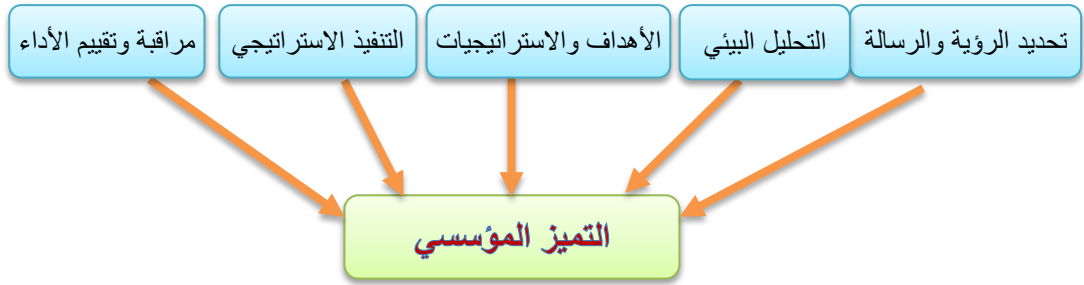 تحديد الرؤية والرسالة
التحليل البيئي
الأهداف والاستراتيجيات
التنفيذ الاستراتيجي
مراقبة وتقييم الأداء
التميز المؤسسي